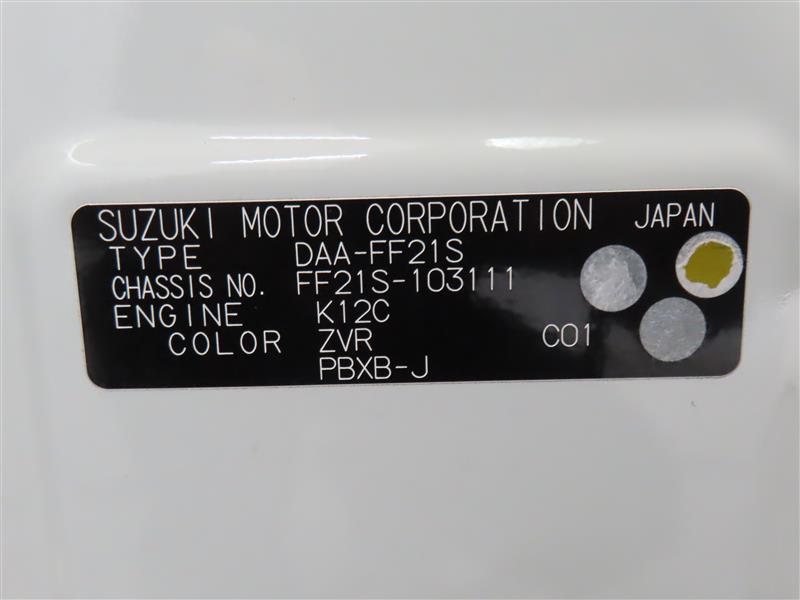 SUZUKI MOTOR CORPORATION JAPAN
TYPE DAA-FF21S
CHASSIS NO. FF21S-103111
ENGINE K12C
COLOR ZVR C01
PBXB-J